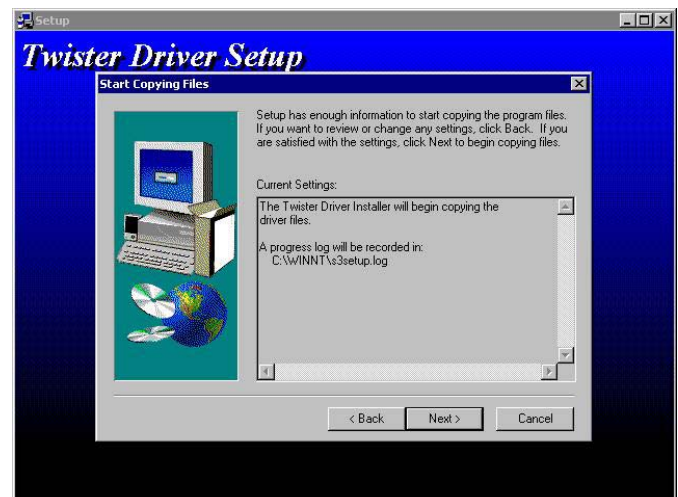 Setup
Twister Driver Setup
Start Copying Files
Setup has enough information to start copying the program files.
If you want to review or change any settings, click Back. If you
are satisfied with the settings, click Next to begin copying files.
Current Settings:
The Twister Driver Installer will begin copying the
driver files.
A progress log will be recorded in:
C:\WINNT\s3setup.log
< Back
Next >
Cancel